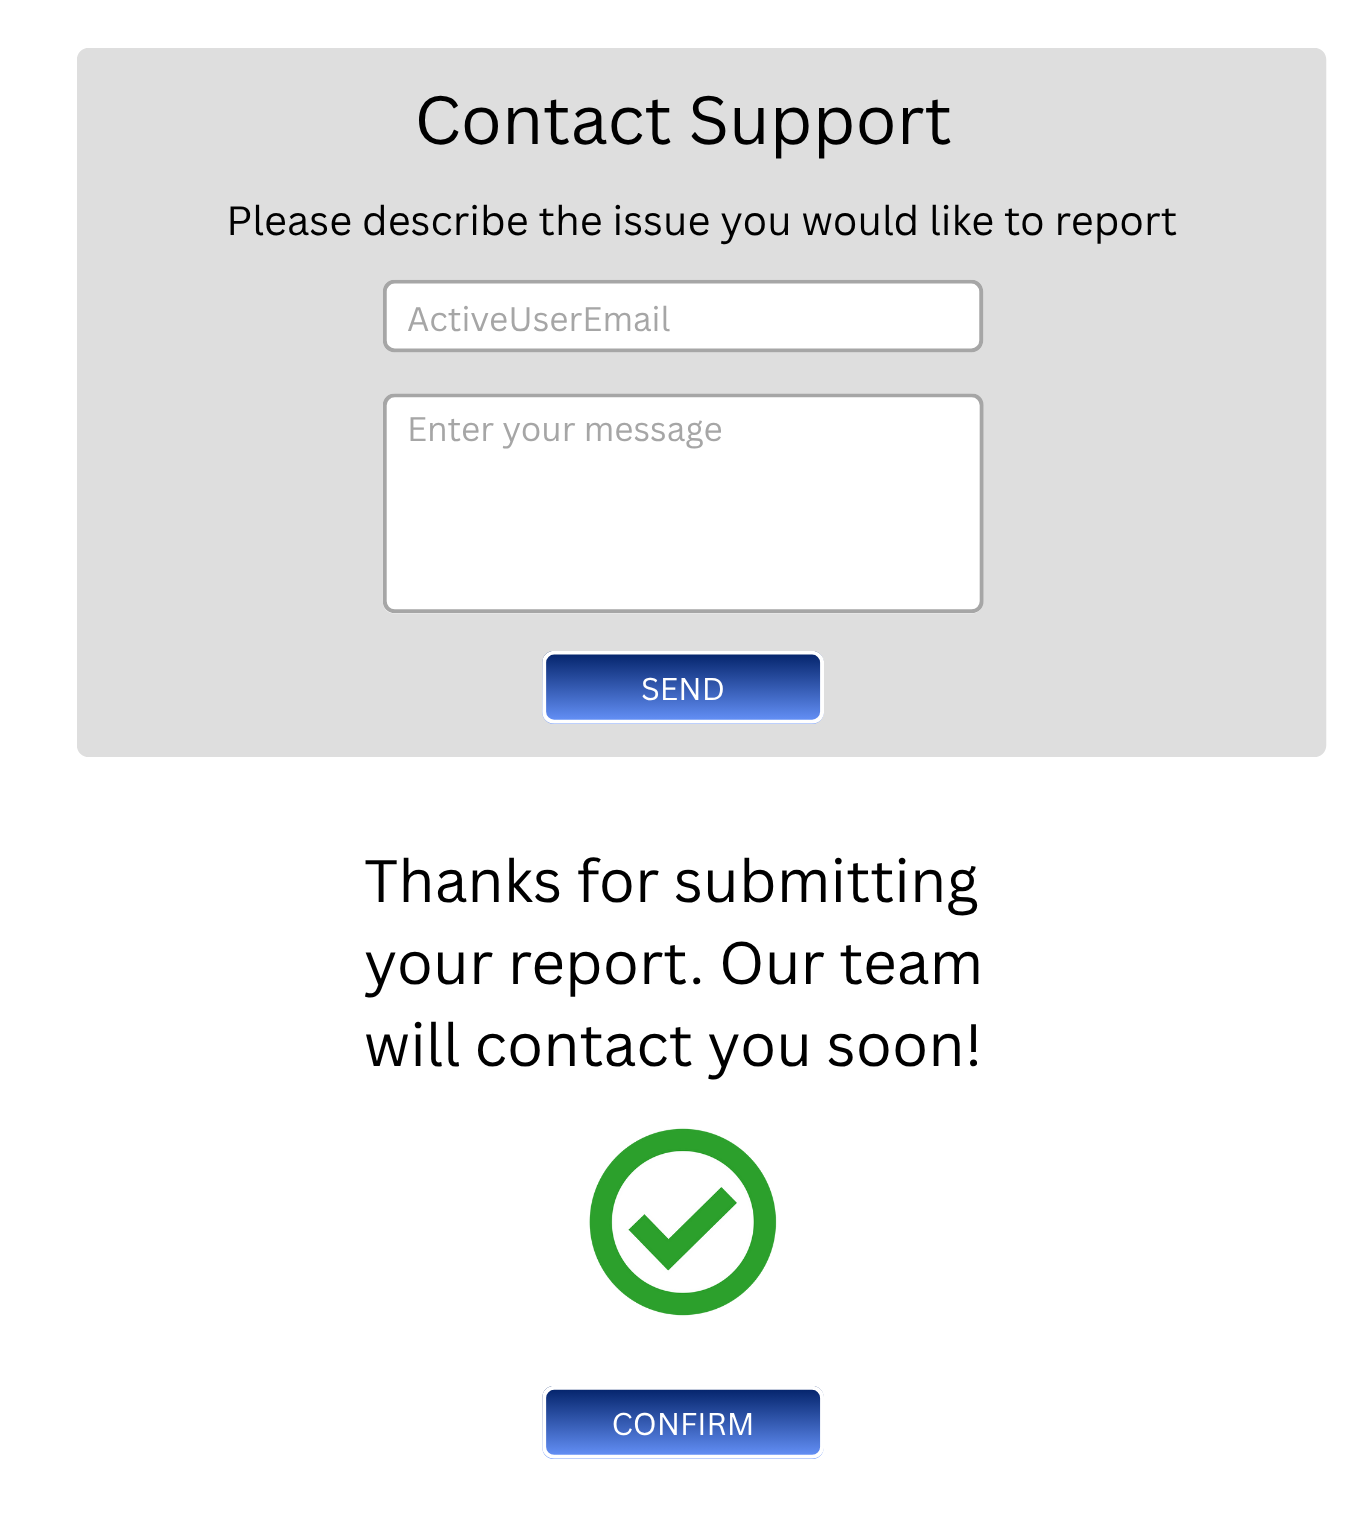 Contact Support
Please describe the issue you would like to report
ActiveUserEmail
Enter your message
SEND
Thanks for submitting
your report. Our team
will contact you soon!
CONFIRM